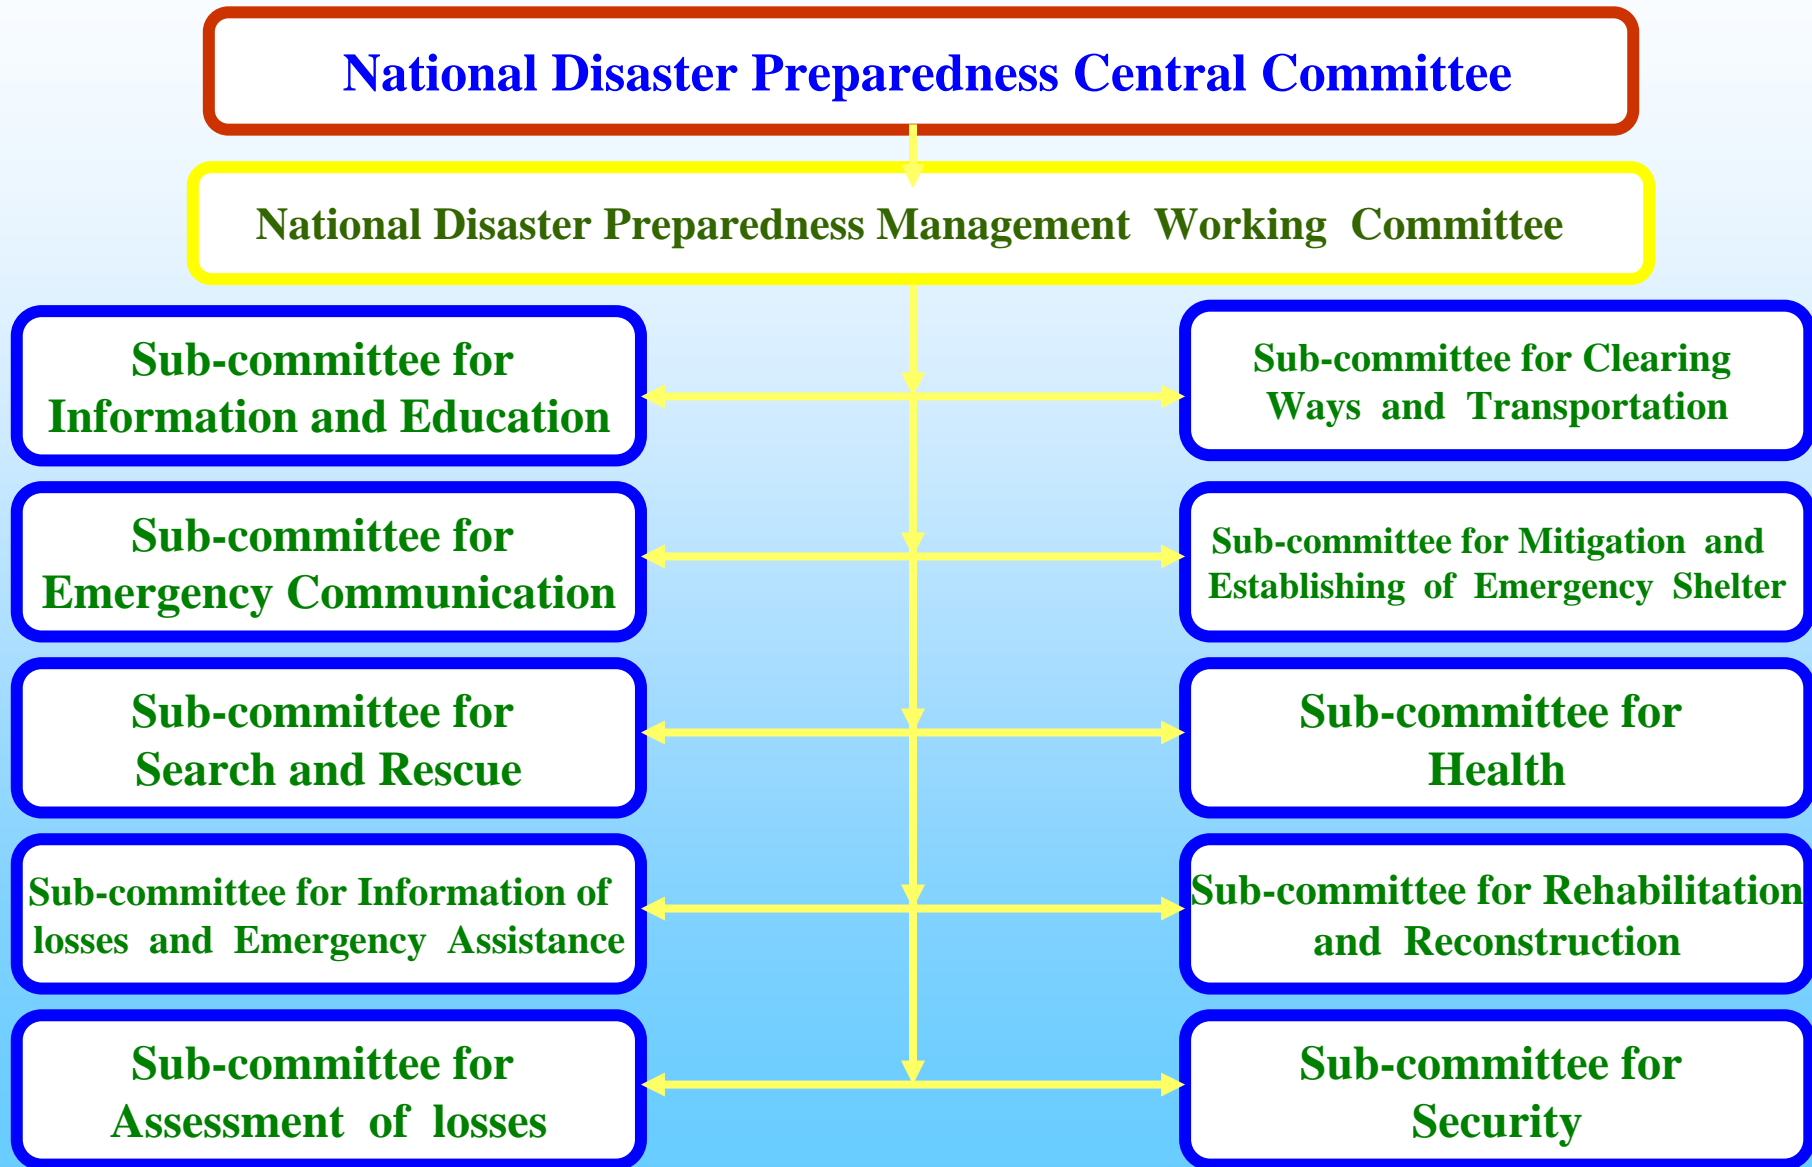 National Disaster Preparedness Central Committee
National Disaster Preparedness Management Working Committee
Sub-committee for
Information and Education
Sub-committee for Clearing
Ways and Transportation
Sub-committee for
Emergency Communication
Sub-committee for Mitigation and
Establishing of Emergency Shelter
Sub-committee for
Search and Rescue
Sub-committee for
Health
Sub-committee for Information of
losses and Emergency Assistance
Sub-committee for Rehabilitation
and Reconstruction
Sub-committee for
Assessment of losses
Sub-committee for
Security